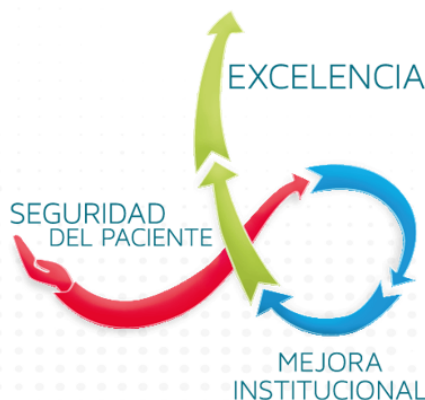 EXCELENCIA
SEGURIDAD
DEL PACIENTE
MEJORA
INSTITUCIONAL